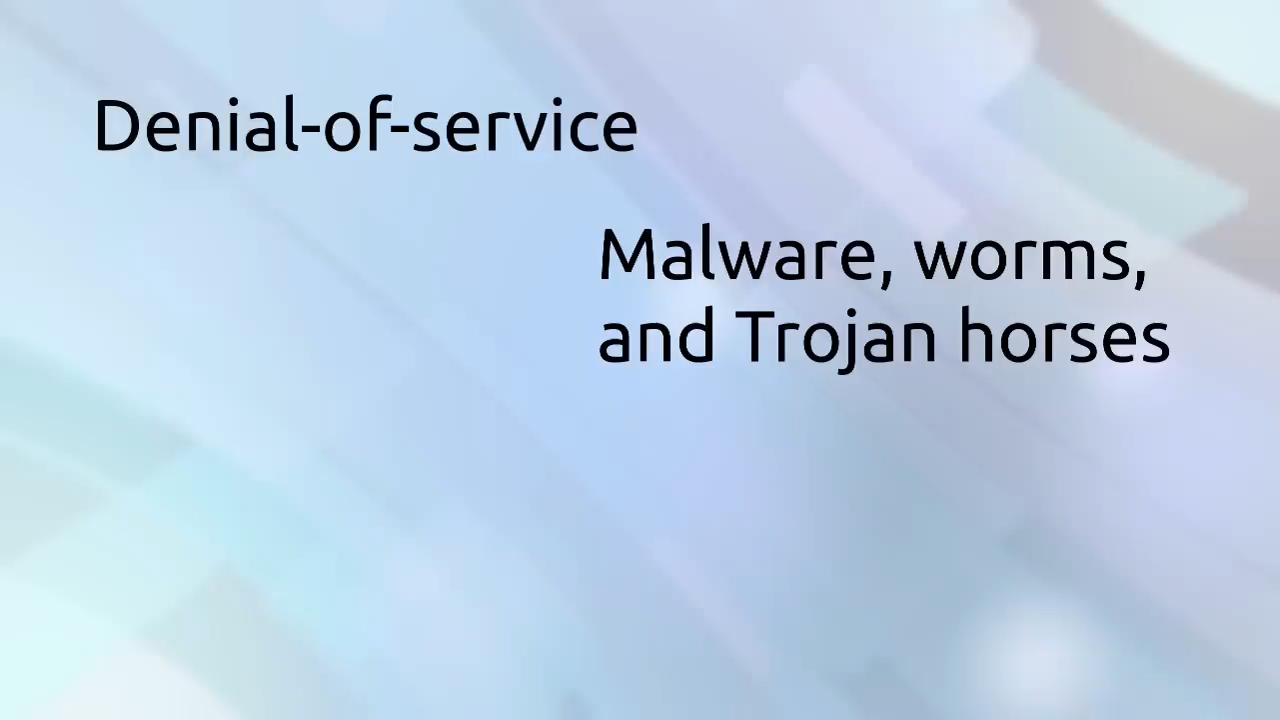 Denial-of-service
Malware, worms,
and Trojan horses